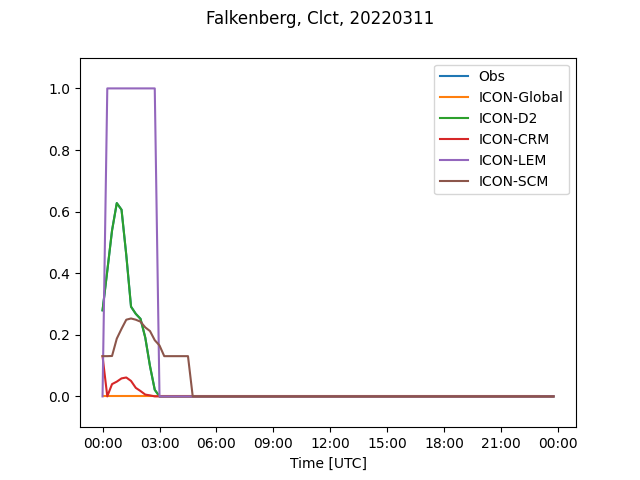 Falkenberg, Clct, 20220311
Obs
ICON-Global
ICON-D2
ICON-CRM
ICON-LEM
ICON-SCM
1.0
0.8
0.6
0.4
0.2
0.0
00:00 03:00 06:00 09:00 12:00 15:00 18:00 21:00 00:00
Time [UTC]